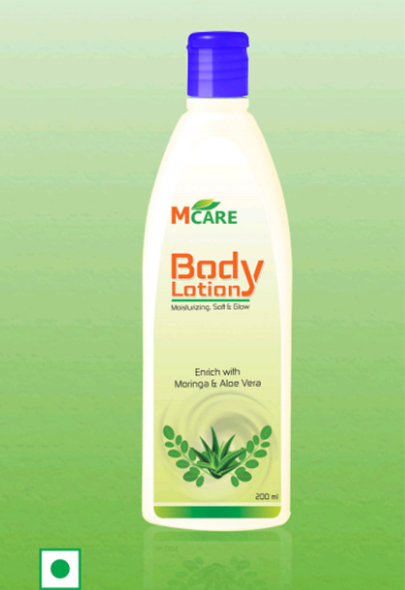 MCARE
Body
Lotion
Moisturizing, Soft & Glow
Enrich with
Moringa & Aloe Vera
200 ml